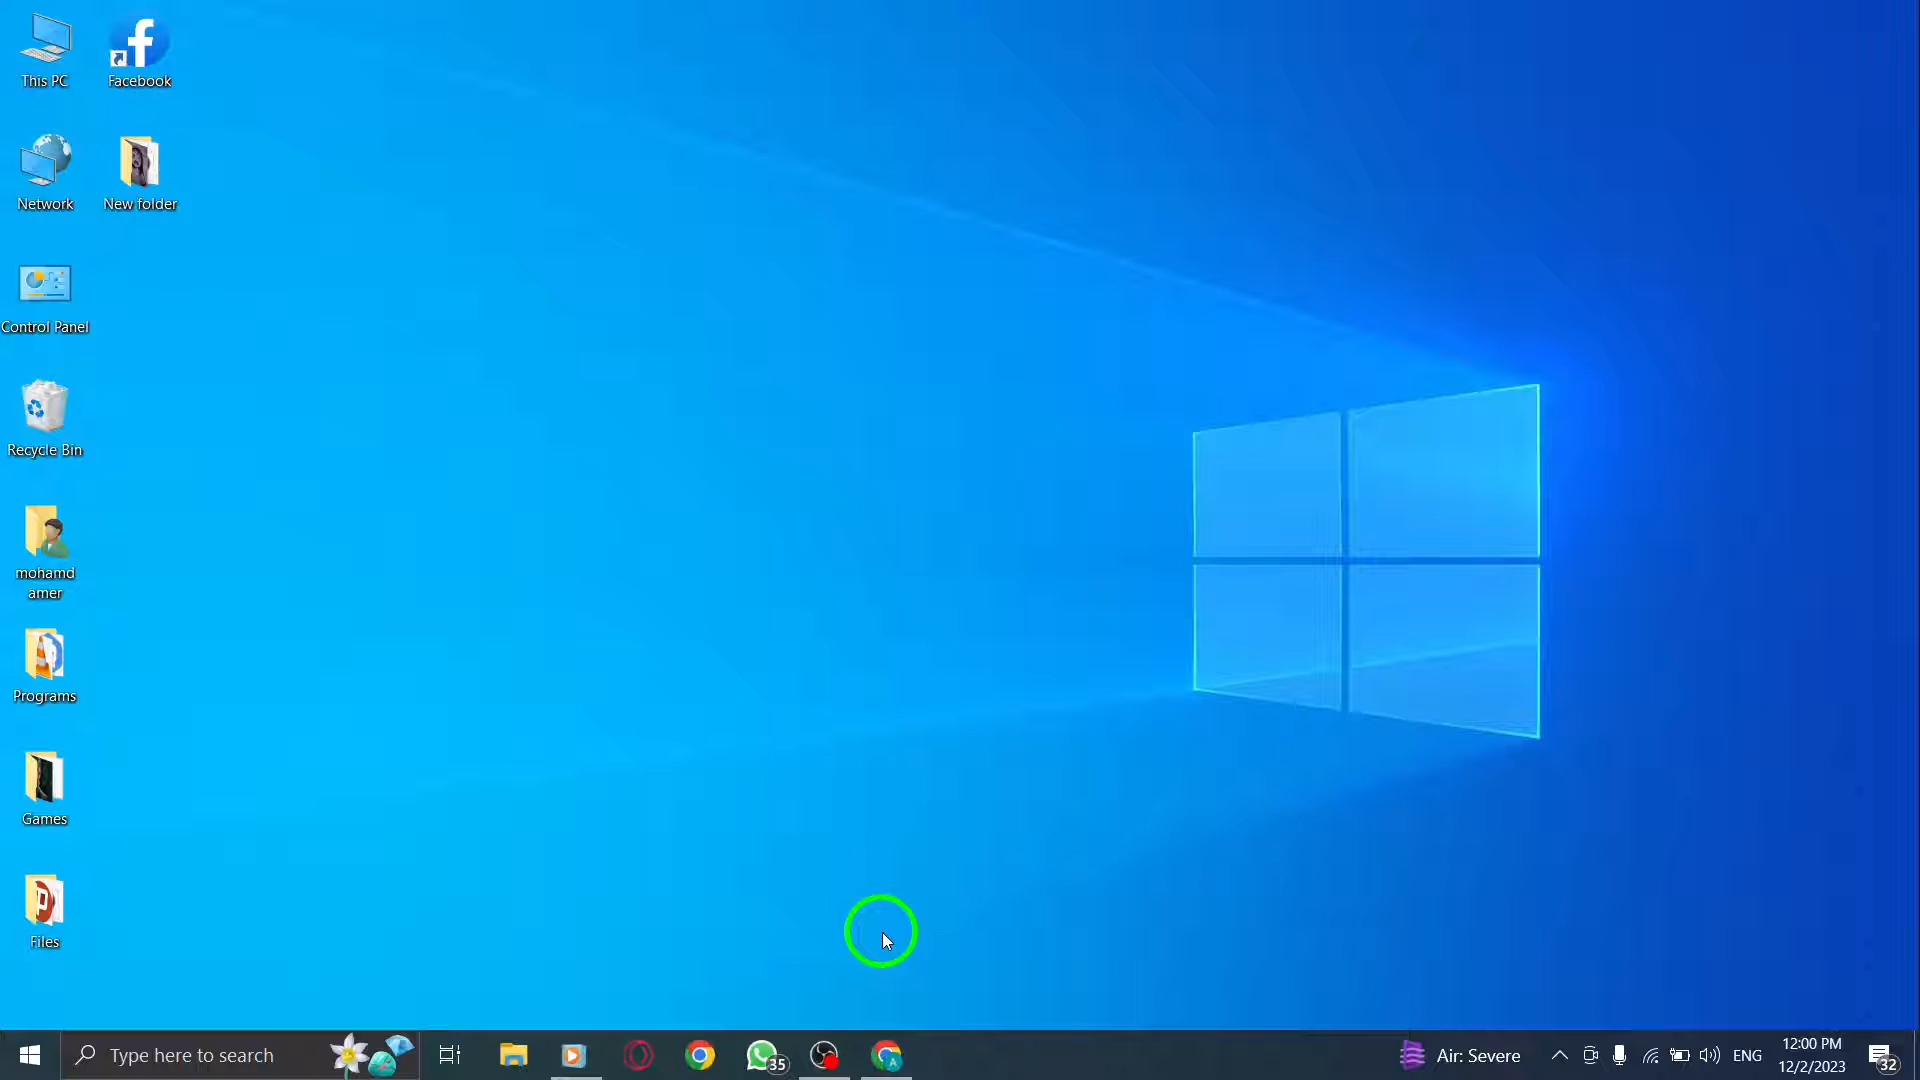 This PC
Facebook
Network
New folder
Control Panel
Recycle Bin
mohamd
amer
Programs
Games
Files
Type here to search
35
A
Air: Severe
ENG
12:00 PM
12/2/2023
32